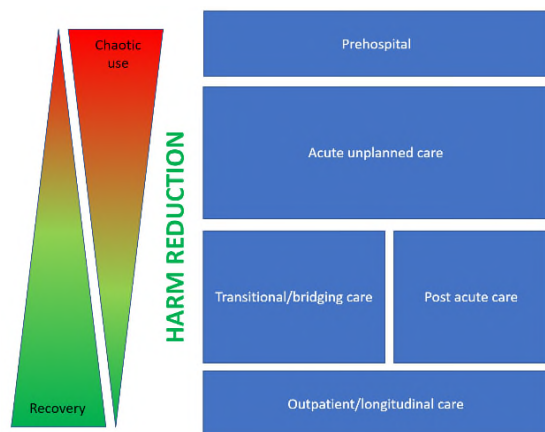 Chaotic
use
HARM REDUCTION
Recovery
Prehospital
Acute unplanned care
Transitional/bridging care
Post acute care
Outpatient/longitudinal care